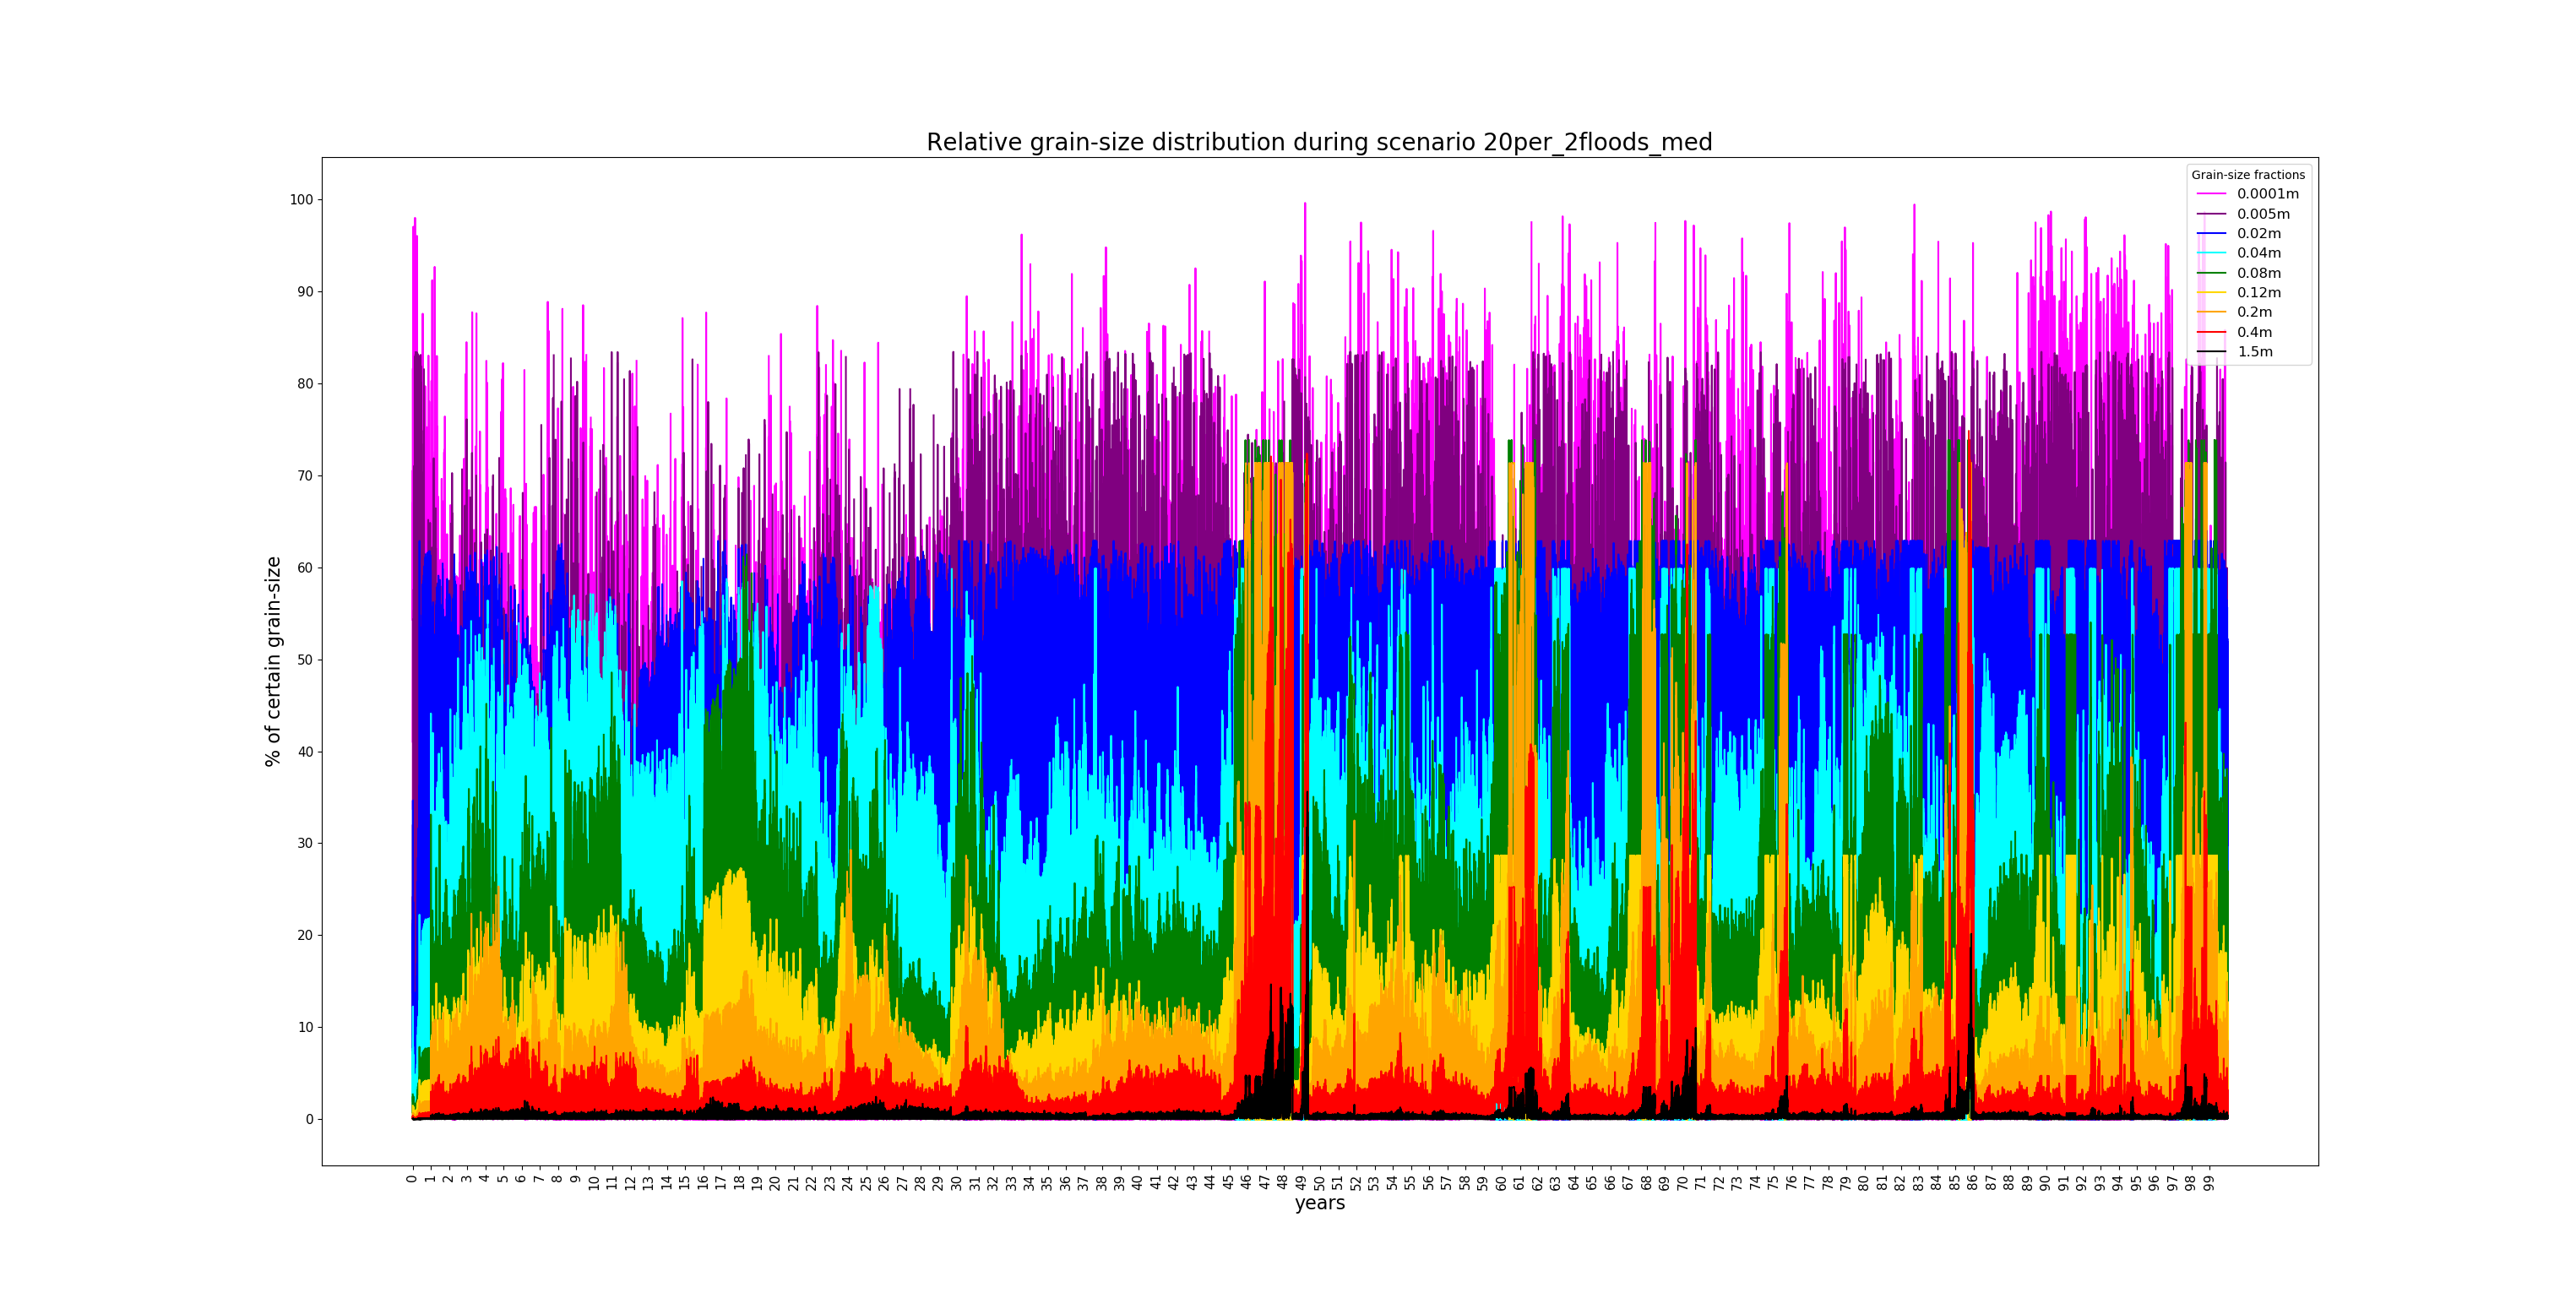 Relative grain-size distribution during scenario 20per_2floods_med
Grain-size fractions
0.0001m
0.005m
0.02m
0.04m
0.08m
0.12m
0.2m
0.4m
1.5m
% of certain grain-size
100
90
80
70
60
50
40
30
20
10
0
0 1 2 3 4 5 6 7 8 9 10 11 12 13 14 15 16 17 18 19 20 21 22 23 24 25 26 27 28 29 30 31 32 33 34 35 36 37 38 39 40 41 42 43 44 45 46 47 48 49 50 51 52 53 54 55 56 57 58 59 60 61 62 63 64 65 66 67 68 69 70 71 72 73 74 75 76 77 78 79 80 81 82 83 84 85 86 87 88 89 90 91 92 93 94 95 96 97 98 99
years